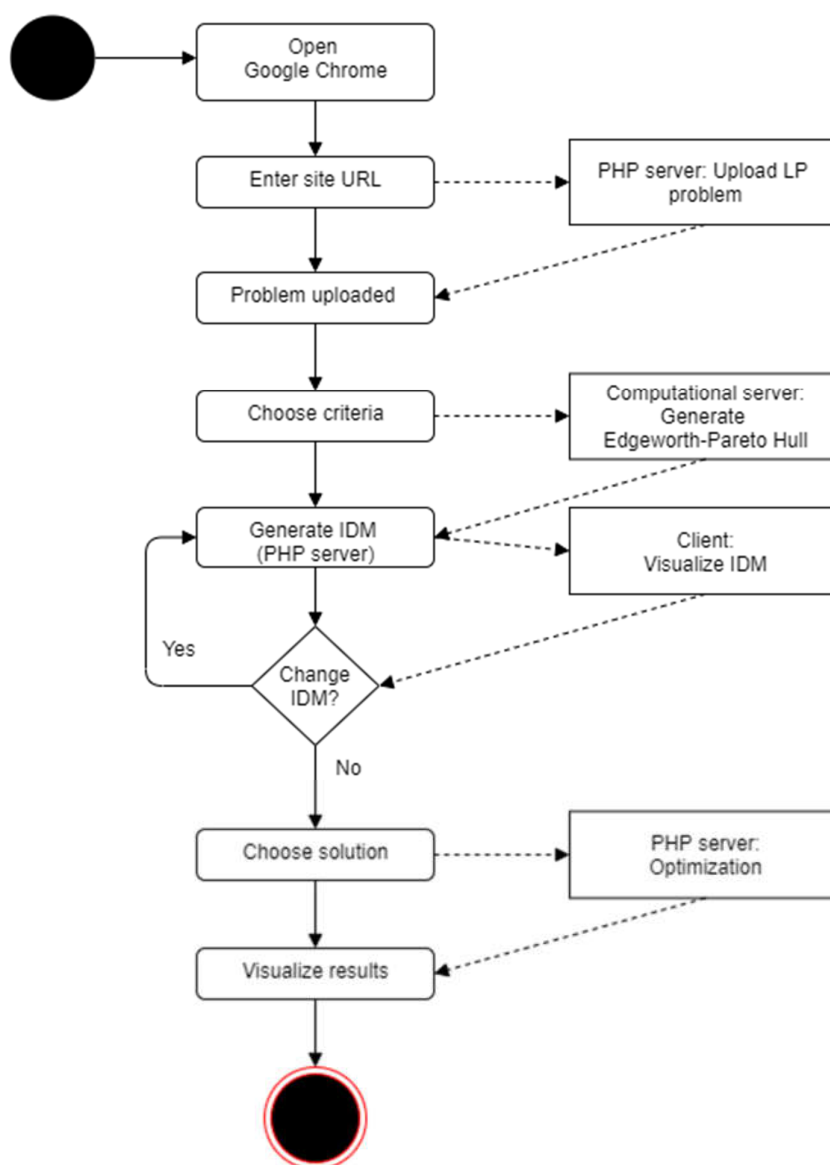 Open
Google Chrome
Enter site URL
PHP server: Upload LP
problem
Problem uploaded
Choose criteria
Computational server:
Generate
Edgeworth-Pareto Hull
Generate IDM
(PHP server)
Client:
Visualize IDM
Yes
Change
IDM?
No
Choose solution
PHP server:
Optimization
Visualize results